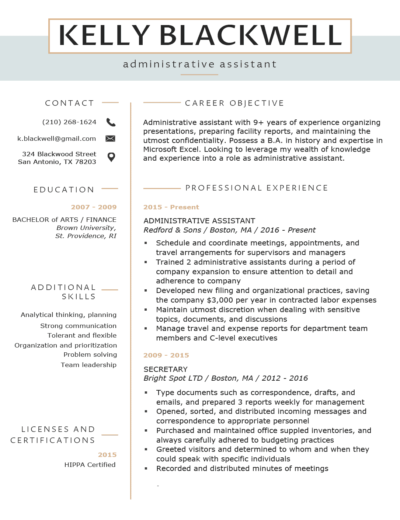 KELLY BLACKWELL
administrative assistant
CONTACT
(210) 268-1624
k.blackwell@gmail.com
324 Blackwood Street
San Antonio, TX 78203
EDUCATION
2007 - 2009
BACHELOR of ARTS / FINANCE
Brown University,
St. Providence, RI
ADDITIONAL
SKILLS
Analytical thinking, planning
Strong communication
Tolerant and flexible
Organization and prioritization
Problem solving
Team leadership
LICENSES and
CERTIFICATIONS
2015
HIPPA Certified
CAREER OBJECTIVE
Administrative assistant with 9+ years of experience organizing
presentations, preparing facility reports, and maintaining the
utmost confidentiality. Possess a B.A. in history and expertise in
Microsoft Excel. Looking to leverage my wealth of knowledge
and experience into a role as administrative assistant.
PROFESSIONAL EXPERIENCE
2015 - Present
ADMINISTRATIVE ASSISTANT
Redford & Sons / Boston, MA / 2016 - Present
▪ Schedule and coordinate meetings, appointments, and
travel arrangements for supervisors and managers
▪ Trained 2 administrative assistants during a period of
company expansion to ensure attention to detail and
adherence to company
▪ Developed new filing and organizational practices, saving
the company $3,000 per year in contracted labor expenses
▪ Maintain utmost discretion when dealing with sensitive
topics, documents, and discussions
▪ Manage travel and expense reports for department team
members and C-level executives
2009 - 2015
SECRETARY
Bright Spot LTD / Boston, MA / 2012 - 2016
▪ Type documents such as correspondence, drafts, and
emails, and prepared 3 reports weekly for management
▪ Opened, sorted, and distributed incoming messages and
correspondence to appropriate personnel
▪ Purchased and maintained office supplied inventories, and
always carefully adhered to budgeting practices
▪ Greeted visitors and determined to whom and when they
could speak with specific individuals
▪ Recorded and distributed minutes of meetings